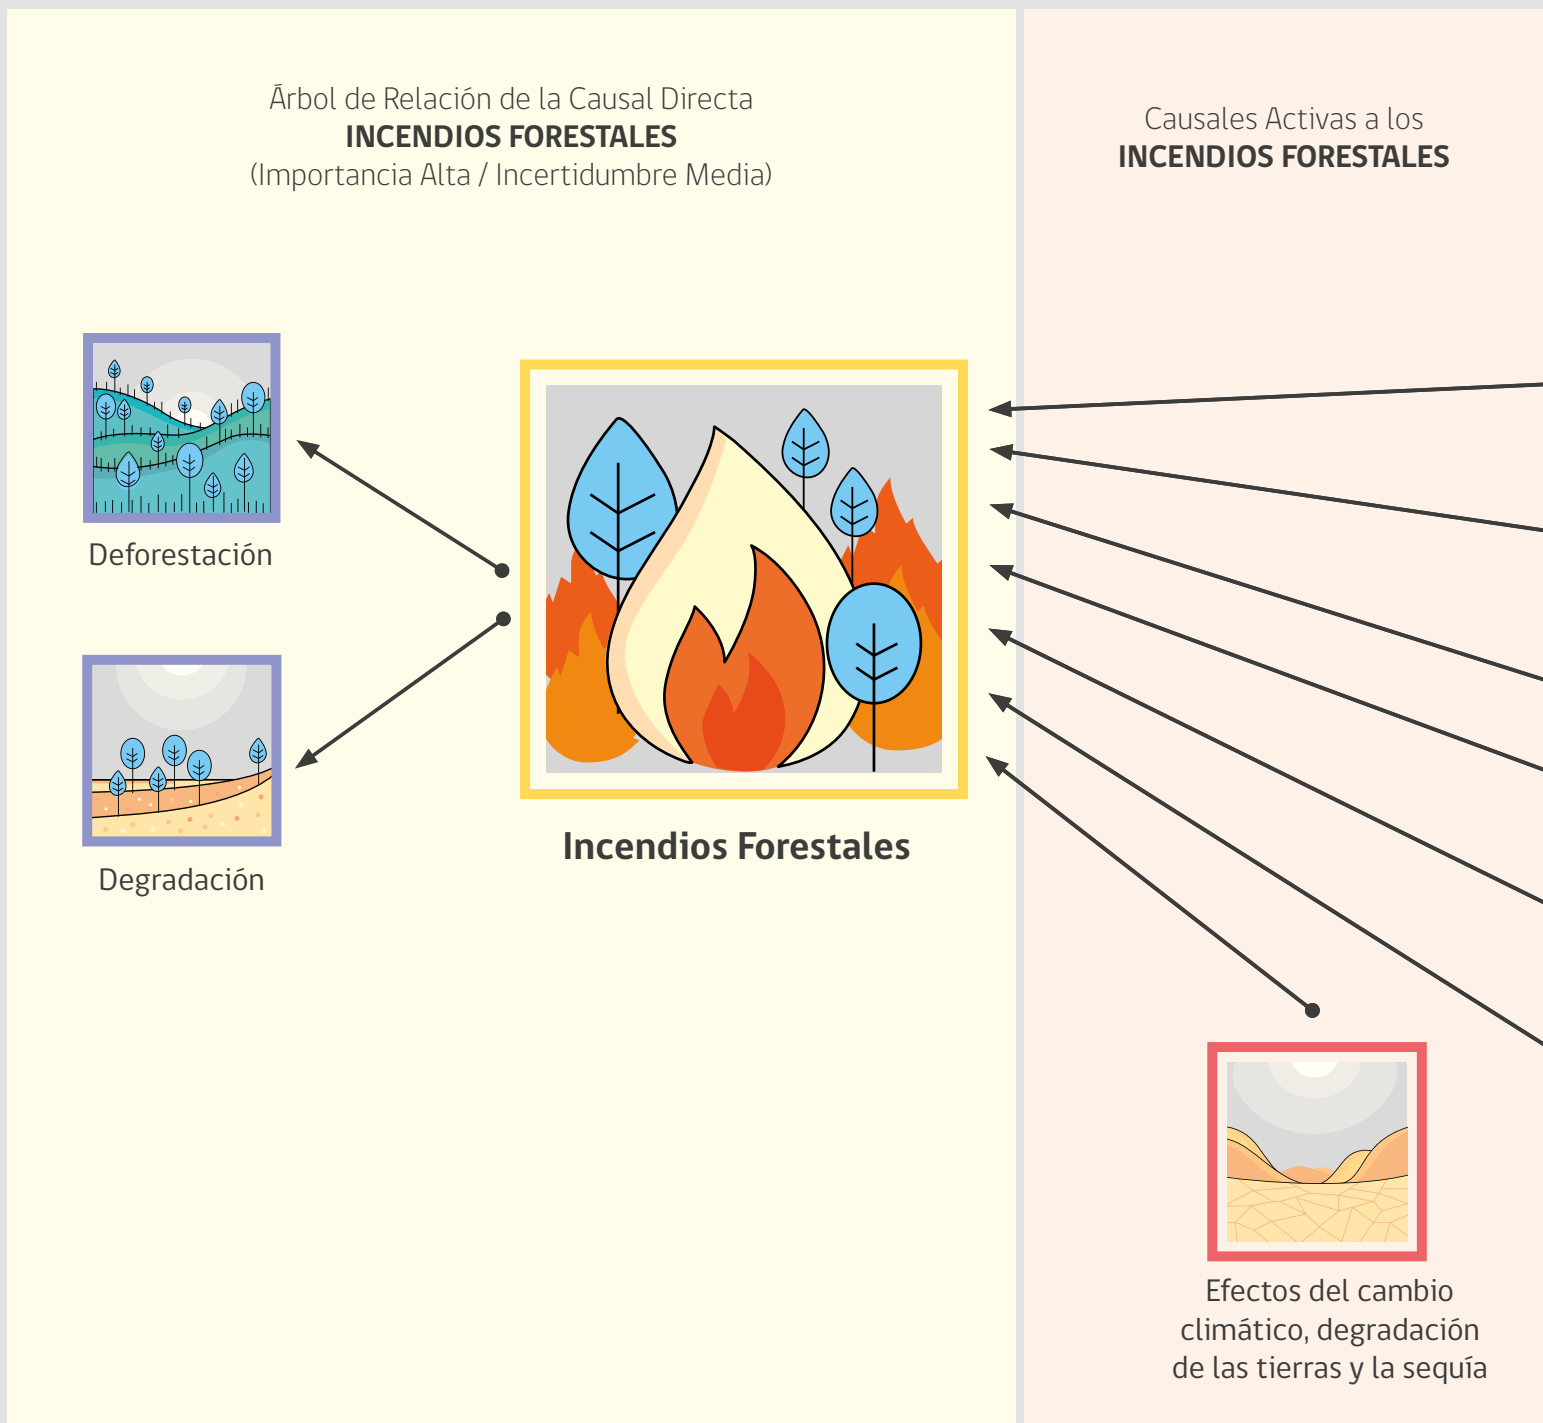 Árbol de Relación de la Causal Directa
INCENDIOS FORESTALES
(Importancia Alta / Incertidumbre Media)
Causales Activas a los
INCENDIOS FORESTALES
Deforestación
Degradación
Incendios Forestales
Efectos del cambio
climático, degradación
de las tierras y la sequía